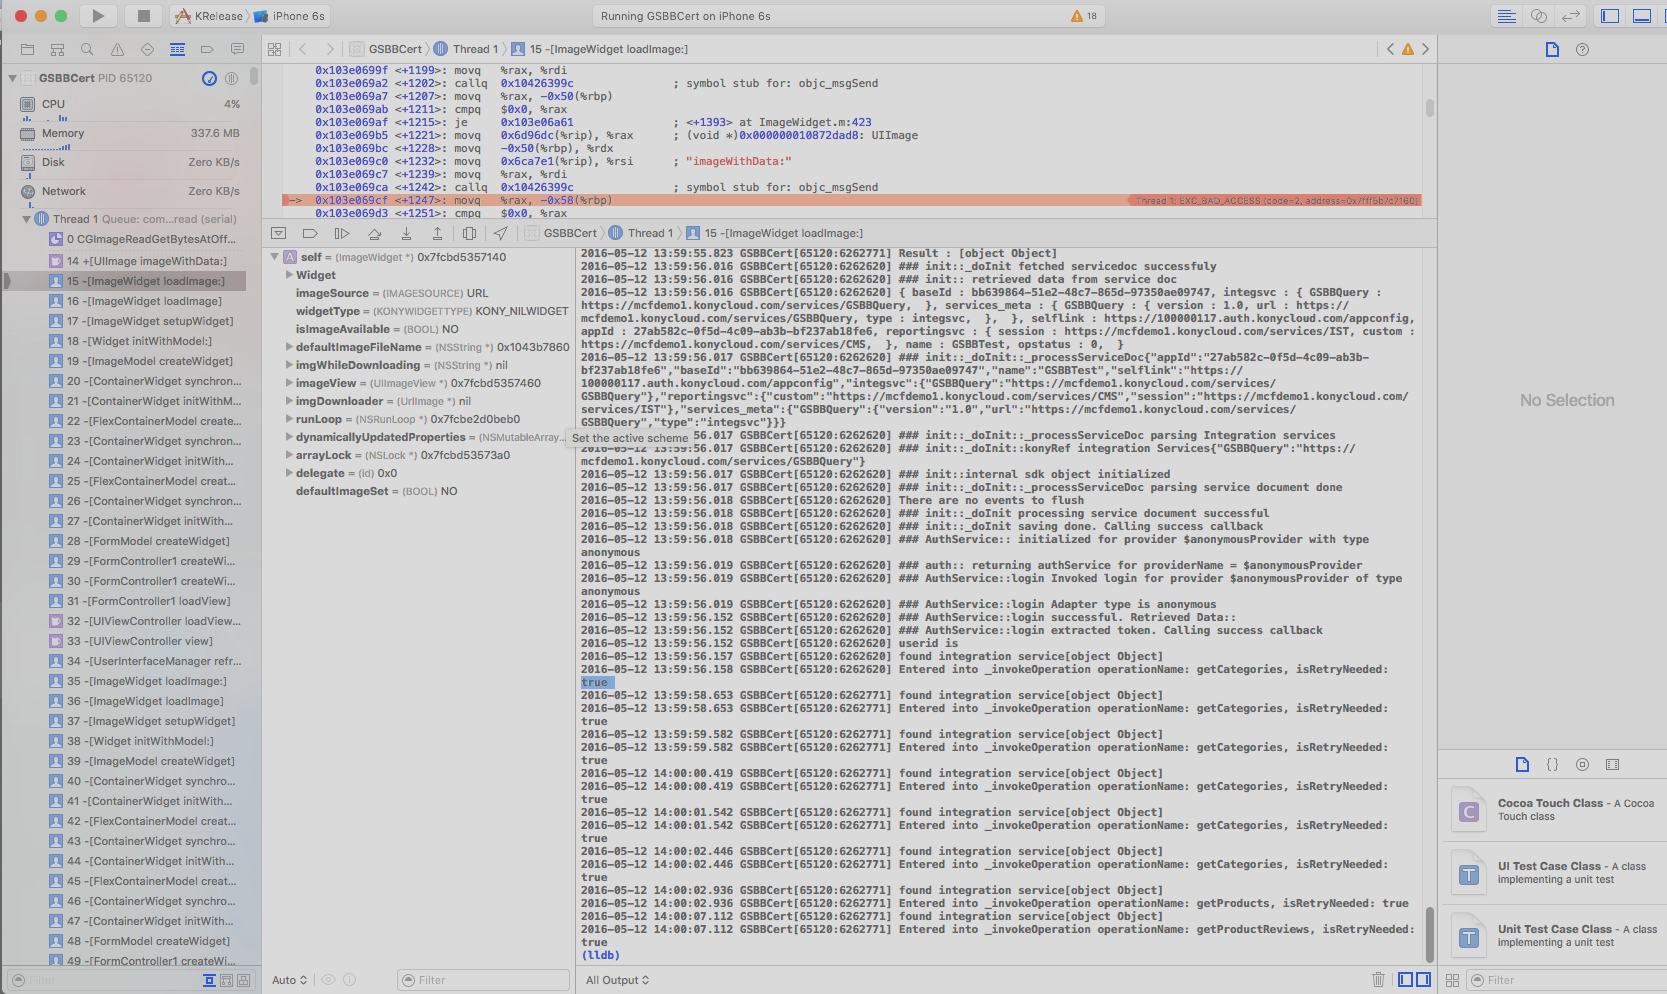 KRelease
iPhone 6s
Running GSBBCert on iPhone 6s
18
GSBBCert PID 65120
CPU 4%
Memory 337.6 MB
Disk Zero KB/s
Network Zero KB/s
Thread 1 Queue: com...read (serial)
0 CGImageReadGetBytesAtOff...
14 +[UIImage imageWithData:]
15 -[ImageWidget loadImage:]
16 -[ImageWidget loadImage]
17 -[ImageWidget setupWidget]
18 -[Widget initWithModel:]
19 -[ImageModel createWidget]
20 -[ContainerWidget synchron...
21 -[ContainerWidget initWithM...
22 -[FlexContainerModel create...
23 -[ContainerWidget synchron...
24 -[ContainerWidget initWith...
25 -[FlexContainerModel creat...
26 -[ContainerWidget synchron...
27 -[ContainerWidget initWith...
28 -[FormModel createWidget]
29 -[FormController1 createWi...
30 -[FormController1 createWi...
31 -[FormController1 loadView]
32 -[UIViewController loadView...
33 -[UIViewController view]
34 -[UserInterfaceManager refr...
35 -[ImageWidget loadImage:]
36 -[ImageWidget loadImage]
37 -[ImageWidget setupWidget]
38 -[Widget initWithModel:]
39 -[ImageModel createWidget]
40 -[ContainerWidget synchro...
41 -[ContainerWidget initWith...
42 -[FlexContainerModel creat...
43 -[ContainerWidget synchro...
44 -[ContainerWidget initWith...
45 -[FlexContainerModel creat...
46 -[ContainerWidget synchro...
47 -[ContainerWidget initWith...
48 -[FormModel createWidget]
49 -[FormController1 createWi...
Filter
GSBBCert Thread 1 15 -[ImageWidget loadImage:]
0x103e0699f <+1199>: movq %rax, %rdi
0x103e069a2 <+1202>: callq 0x10426399c ; symbol stub for: objc_msgSend
0x103e069a7 <+1207>: movq %rax, -0x50(%rbp)
0x103e069ab <+1211>: cmpq $0x0, %rax
0x103e069af <+1215>: je 0x103e06a61 ; <+1393> at ImageWidget.m:423
0x103e069b5 <+1221>: movq 0x6d96dc(%rip), %rax ; (void *)0x000000010872dad8: UIImage
0x103e069bc <+1228>: movq -0x50(%rbp), %rdx
0x103e069c0 <+1232>: movq 0x6ca7e1(%rip), %rsi ; "imageWithData:"
0x103e069c7 <+1239>: movq %rax, %rdi
0x103e069ca <+1242>: callq 0x10426399c ; symbol stub for: objc_msgSend
-> 0x103e069cf <+1247>: movq %rax, -0x58(%rbp) Thread 1: EXC_BAD_ACCESS (code=2, address=0x7fff5b7c7160)
0x103e069d3 <+1251>: cmpq $0x0, %rax
GSBBCert Thread 1 15 -[ImageWidget loadImage:]
self = (ImageWidget *) 0x7fcbd5357140
Widget
imageSource = (IMAGESOURCE) URL
widgetType = (KONYWIDGETTYPE) KONY_NILWIDGET
isImageAvailable = (BOOL) NO
defaultImageFileName = (NSString *) 0x1043b7860
imgWhileDownloading = (NSString *) nil
imageView = (UIImageView *) 0x7fcbd5357460
imgDownloader = (UrlImage *) nil
runLoop = (NSRunLoop *) 0x7fcbe2d0beb0
dynamicallyUpdatedProperties = (NSMutableArray...
arrayLock = (NSLock *) 0x7fcbd53573a0
delegate = (id) 0x0
defaultImageSet = (BOOL) NO
Set the active scheme
Auto
Filter
2016-05-12 13:59:55.823 GSBBCert[65120:6262771] Result : [object Object]
2016-05-12 13:59:56.016 GSBBCert[65120:6262620] ### init::_doInit fetched servicedoc successfuly
2016-05-12 13:59:56.016 GSBBCert[65120:6262620] ### init:: retrieved data from service doc
2016-05-12 13:59:56.016 GSBBCert[65120:6262620] { baseId : bb639864-51e2-48c7-865d-97350ae09747, integsvc : { GSBBQuery :
https://mcfdemo1.konycloud.com/services/GSBBQuery, }, services_meta : { GSBBQuery : { version : 1.0, url : https://
mcfdemo1.konycloud.com/services/GSBBQuery, type : integsvc, }, }, selflink : https://100000117.auth.konycloud.com/appconfig,
appId : 27ab582c-0f5d-4c09-ab3b-bf237ab18fe6, reportingsvc : { session : https://mcfdemo1.konycloud.com/services/IST, custom :
https://mcfdemo1.konycloud.com/services/CMS, }, name : GSBBTest, opstatus : 0, }
2016-05-12 13:59:56.017 GSBBCert[65120:6262620] ### init::_doInit::_processServiceDoc{"appId":"27ab582c-0f5d-4c09-ab3b-
bf237ab18fe6","baseId":"bb639864-51e2-48c7-865d-97350ae09747","name":"GSBBTest","selflink":"https://
100000117.auth.konycloud.com/appconfig","integsvc":{"GSBBQuery":"https://mcfdemo1.konycloud.com/services/
GSBBQuery"},"reportingsvc":{"custom":"https://mcfdemo1.konycloud.com/services/CMS","session":"https://mcfdemo1.konycloud.com/
services/IST"},"services_meta":{"GSBBQuery":{"version":"1.0","url":"https://mcfdemo1.konycloud.com/services/
GSBBQuery","type":"integsvc"}}}
.017 GSBBCert[65120:6262620] ### init::_doInit::_processServiceDoc parsing Integration services
2016-05-12 13:59:56.017 GSBBCert[65120:6262620] ### init::_doInit::konyRef integration Services{"GSBBQuery":"https://
mcfdemo1.konycloud.com/services/GSBBQuery"}
2016-05-12 13:59:56.017 GSBBCert[65120:6262620] ### init::internal sdk object initialized
2016-05-12 13:59:56.017 GSBBCert[65120:6262620] ### init::_doInit::_processServiceDoc parsing service document done
2016-05-12 13:59:56.018 GSBBCert[65120:6262620] There are no events to flush
2016-05-12 13:59:56.018 GSBBCert[65120:6262620] ### init::_doInit processing service document successful
2016-05-12 13:59:56.018 GSBBCert[65120:6262620] ### init::_doInit saving done. Calling success callback
2016-05-12 13:59:56.018 GSBBCert[65120:6262620] ### AuthService:: initialized for provider $anonymousProvider with type
anonymous
2016-05-12 13:59:56.019 GSBBCert[65120:6262620] ### auth:: returning authService for providerName = $anonymousProvider
2016-05-12 13:59:56.019 GSBBCert[65120:6262620] ### AuthService::login Invoked login for provider $anonymousProvider of type
anonymous
2016-05-12 13:59:56.019 GSBBCert[65120:6262620] ### AuthService::login Adapter type is anonymous
2016-05-12 13:59:56.152 GSBBCert[65120:6262620] ### AuthService::login successful. Retrieved Data::
2016-05-12 13:59:56.152 GSBBCert[65120:6262620] ### AuthService::login extracted token. Calling success callback
2016-05-12 13:59:56.152 GSBBCert[65120:6262620] userid is
2016-05-12 13:59:56.157 GSBBCert[65120:6262620] found integration service[object Object]
2016-05-12 13:59:56.158 GSBBCert[65120:6262620] Entered into _invokeOperation operationName: getCategories, isRetryNeeded:
true
2016-05-12 13:59:58.653 GSBBCert[65120:6262771] found integration service[object Object]
2016-05-12 13:59:58.653 GSBBCert[65120:6262771] Entered into _invokeOperation operationName: getCategories, isRetryNeeded:
true
2016-05-12 13:59:59.582 GSBBCert[65120:6262771] found integration service[object Object]
2016-05-12 13:59:59.582 GSBBCert[65120:6262771] Entered into _invokeOperation operationName: getCategories, isRetryNeeded:
true
2016-05-12 14:00:00.419 GSBBCert[65120:6262771] found integration service[object Object]
2016-05-12 14:00:00.419 GSBBCert[65120:6262771] Entered into _invokeOperation operationName: getCategories, isRetryNeeded:
true
2016-05-12 14:00:01.542 GSBBCert[65120:6262771] found integration service[object Object]
2016-05-12 14:00:01.542 GSBBCert[65120:6262771] Entered into _invokeOperation operationName: getCategories, isRetryNeeded:
true
2016-05-12 14:00:02.446 GSBBCert[65120:6262771] found integration service[object Object]
2016-05-12 14:00:02.446 GSBBCert[65120:6262771] Entered into _invokeOperation operationName: getCategories, isRetryNeeded:
true
2016-05-12 14:00:02.936 GSBBCert[65120:6262771] found integration service[object Object]
2016-05-12 14:00:02.936 GSBBCert[65120:6262771] Entered into _invokeOperation operationName: getProducts, isRetryNeeded: true
2016-05-12 14:00:07.112 GSBBCert[65120:6262771] found integration service[object Object]
2016-05-12 14:00:07.112 GSBBCert[65120:6262771] Entered into _invokeOperation operationName: getProductReviews, isRetryNeeded:
true
(lldb)
All Output
No Selection
Cocoa Touch Class - A Cocoa
Touch class
UI Test Case Class - A class
implementing a unit test
Unit Test Case Class - A class
implementing a unit test
Filter